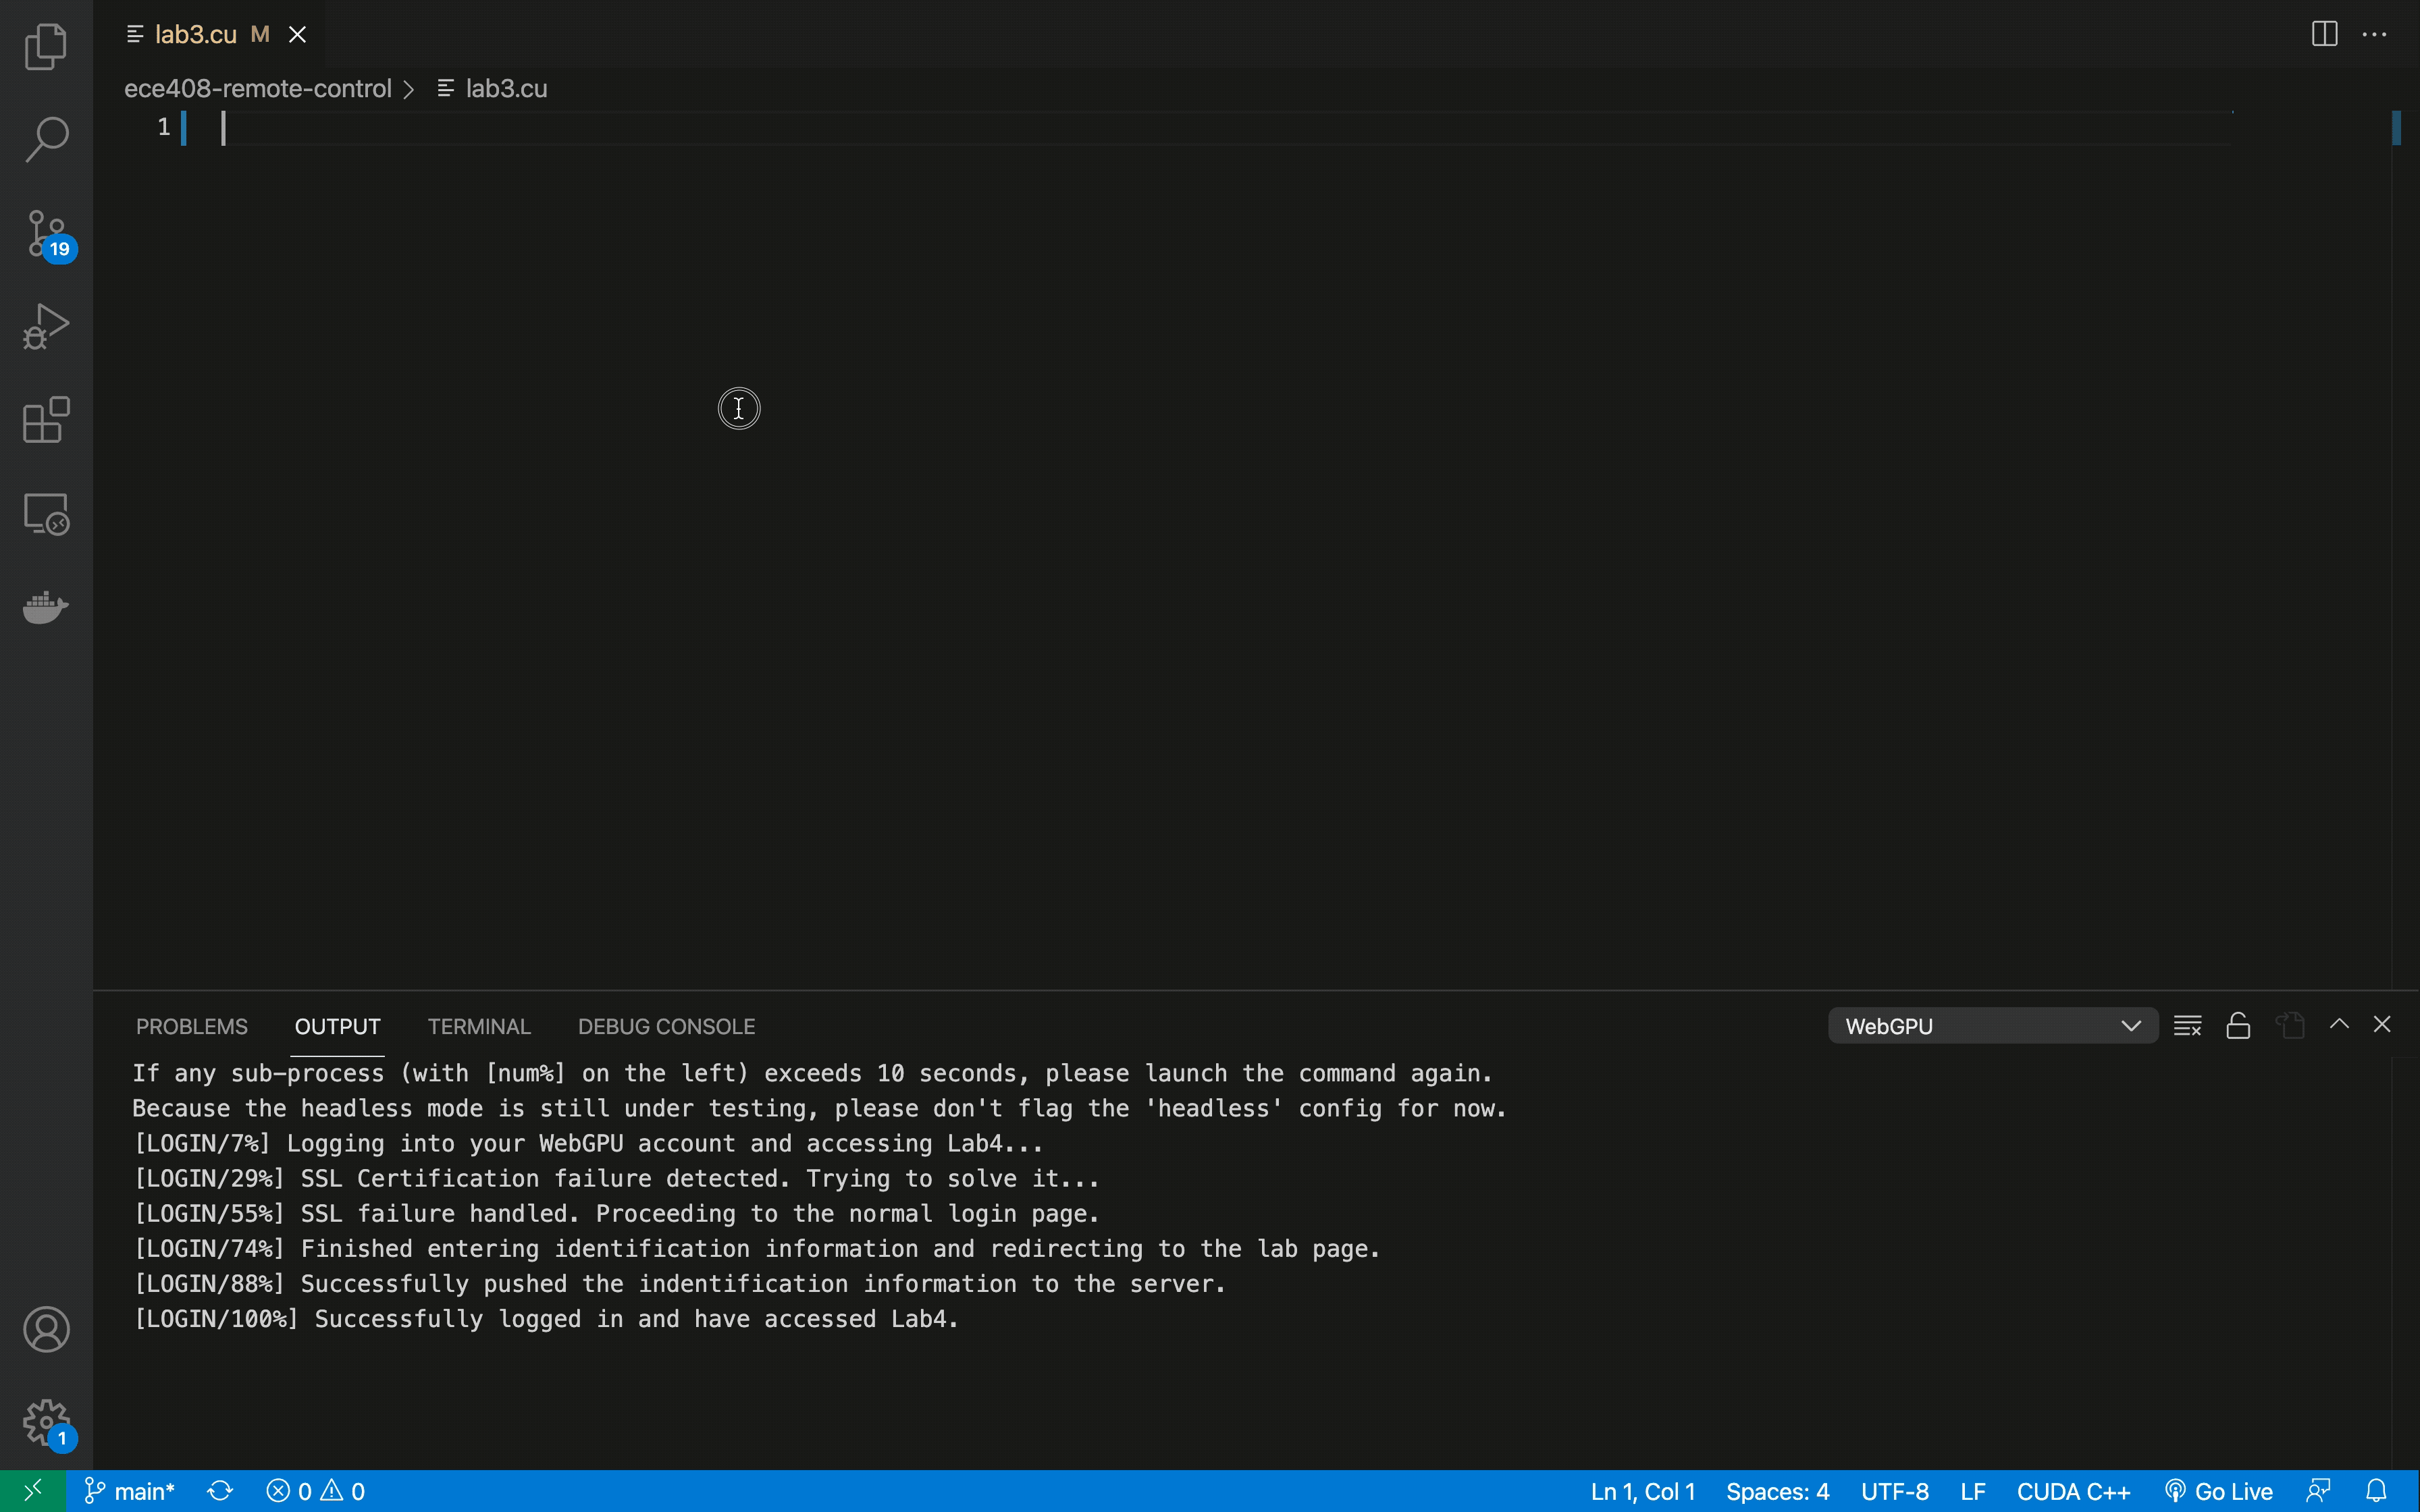 lab3.cu M
ece408-remote-control > lab3.cu
1
19
PROBLEMS OUTPUT TERMINAL DEBUG CONSOLE WebGPU
If any sub-process (with [num%] on the left) exceeds 10 seconds, please launch the command again.
Because the headless mode is still under testing, please don't flag the 'headless' config for now.
[LOGIN/7%] Logging into your WebGPU account and accessing Lab4...
[LOGIN/29%] SSL Certification failure detected. Trying to solve it...
[LOGIN/55%] SSL failure handled. Proceeding to the normal login page.
[LOGIN/74%] Finished entering identification information and redirecting to the lab page.
[LOGIN/88%] Successfully pushed the indentification information to the server.
[LOGIN/100%] Successfully logged in and have accessed Lab4.
1
main* 0 0 Ln 1, Col 1 Spaces: 4 UTF-8 LF CUDA C++ Go Live